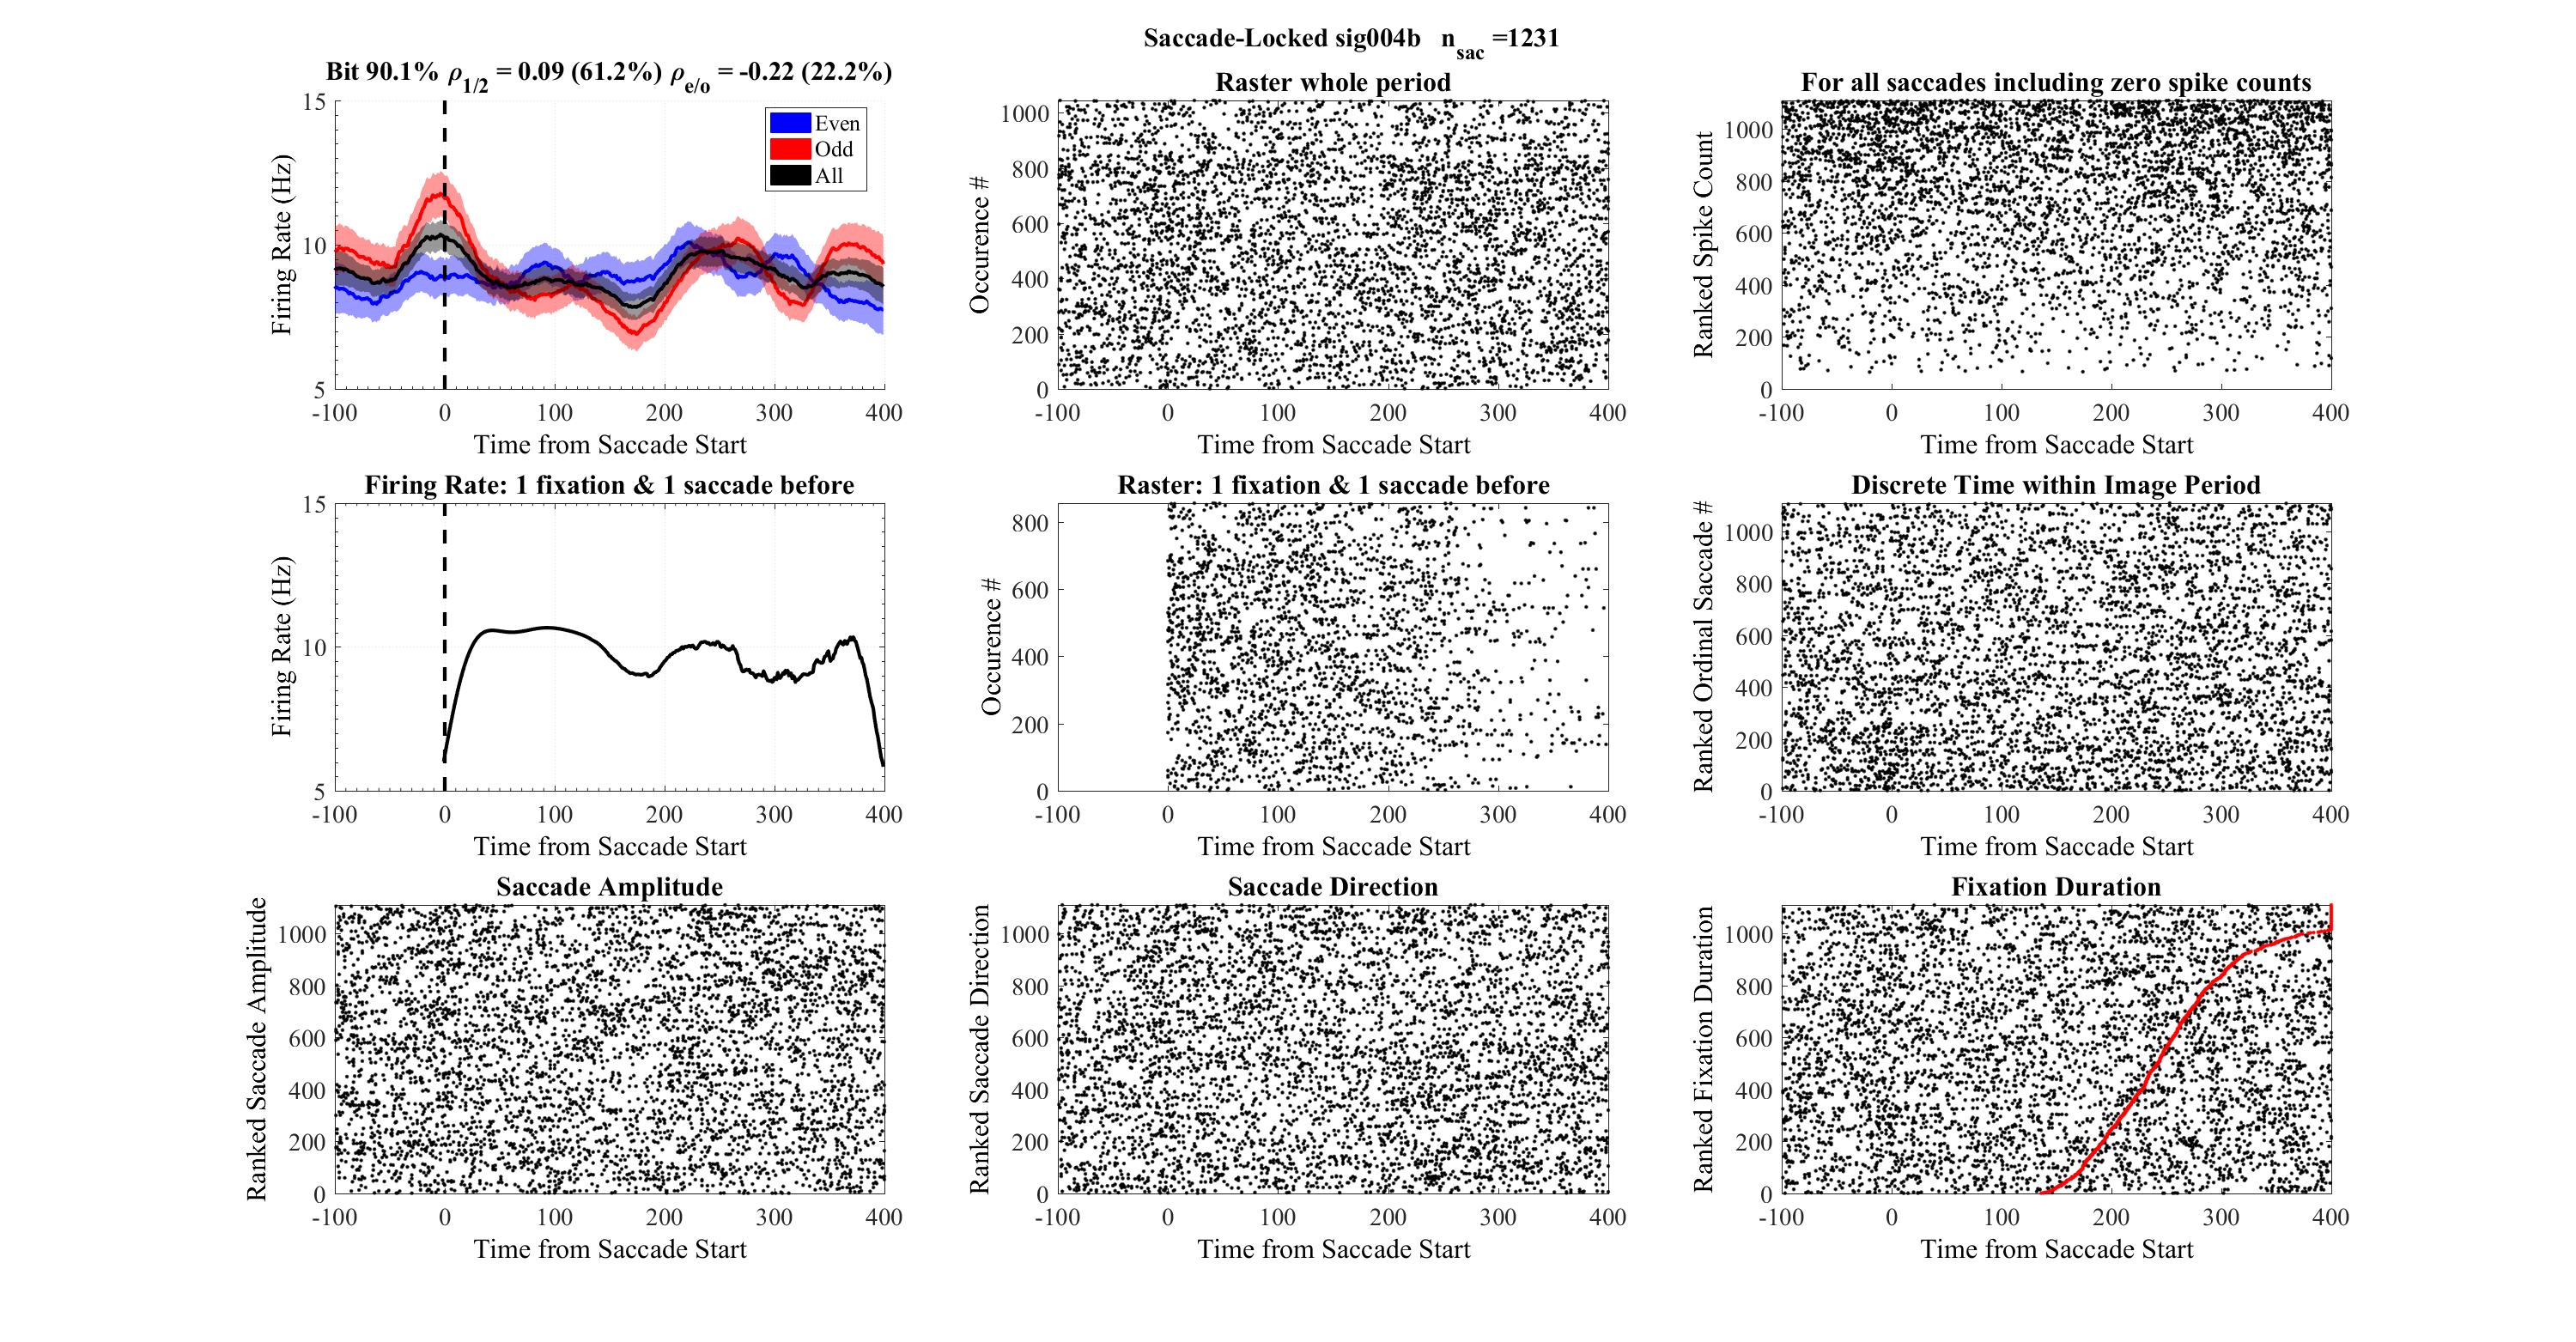 Saccade-Locked sig004b n_sac =1231
Bit 90.1% ρ_1/2 = 0.09 (61.2%) ρ_e/o = -0.22 (22.2%)
Firing Rate (Hz)
15
10
5
Even
Odd
All
-100 0 100 200 300 400
Time from Saccade Start
Raster whole period
Occurence #
1000
800
600
400
200
0
-100 0 100 200 300 400
Time from Saccade Start
For all saccades including zero spike counts
Ranked Spike Count
1000
800
600
400
200
0
-100 0 100 200 300 400
Time from Saccade Start
Firing Rate: 1 fixation & 1 saccade before
Firing Rate (Hz)
15
10
5
-100 0 100 200 300 400
Time from Saccade Start
Raster: 1 fixation & 1 saccade before
Occurence #
800
600
400
200
0
-100 0 100 200 300 400
Time from Saccade Start
Discrete Time within Image Period
Ranked Ordinal Saccade #
1000
800
600
400
200
0
-100 0 100 200 300 400
Time from Saccade Start
Saccade Amplitude
Ranked Saccade Amplitude
1000
800
600
400
200
0
-100 0 100 200 300 400
Time from Saccade Start
Saccade Direction
Ranked Saccade Direction
1000
800
600
400
200
0
-100 0 100 200 300 400
Time from Saccade Start
Fixation Duration
Ranked Fixation Duration
1000
800
600
400
200
0
-100 0 100 200 300 400
Time from Saccade Start